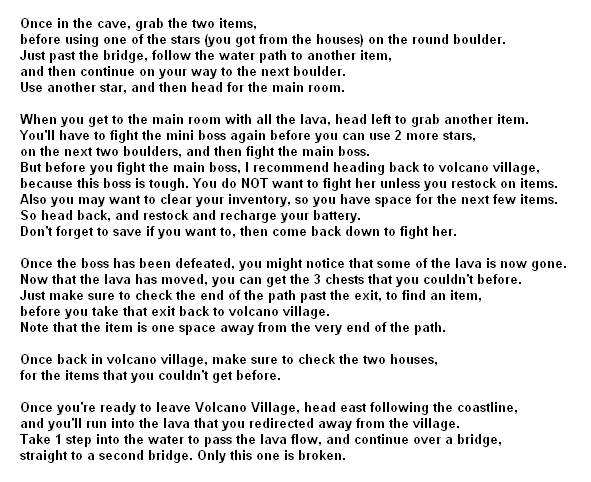 Once in the cave, grab the two items,
before using one of the stars (you got from the houses) on the round boulder.
Just past the bridge, follow the water path to another item,
and then continue on your way to the next boulder.
Use another star, and then head for the main room.

When you get to the main room with all the lava, head left to grab another item.
You'll have to fight the mini boss again before you can use 2 more stars,
on the next two boulders, and then fight the main boss.
But before you fight the main boss, I recommend heading back to volcano village,
because this boss is tough. You do NOT want to fight her unless you restock on items.
Also you may want to clear your inventory, so you have space for the next few items.
So head back, and restock and recharge your battery.
Don't forget to save if you want to, then come back down to fight her.

Once the boss has been defeated, you might notice that some of the lava is now gone.
Now that the lava has moved, you can get the 3 chests that you couldn't before.
Just make sure to check the end of the path past the exit, to find an item,
before you take that exit back to volcano village.
Note that the item is one space away from the very end of the path.

Once back in volcano village, make sure to check the two houses,
for the items that you couldn't get before.

Once you're ready to leave Volcano Village, head east following the coastline,
and you'll run into the lava that you redirected away from the village.
Take 1 step into the water to pass the lava flow, and continue over a bridge,
straight to a second bridge. Only this one is broken.